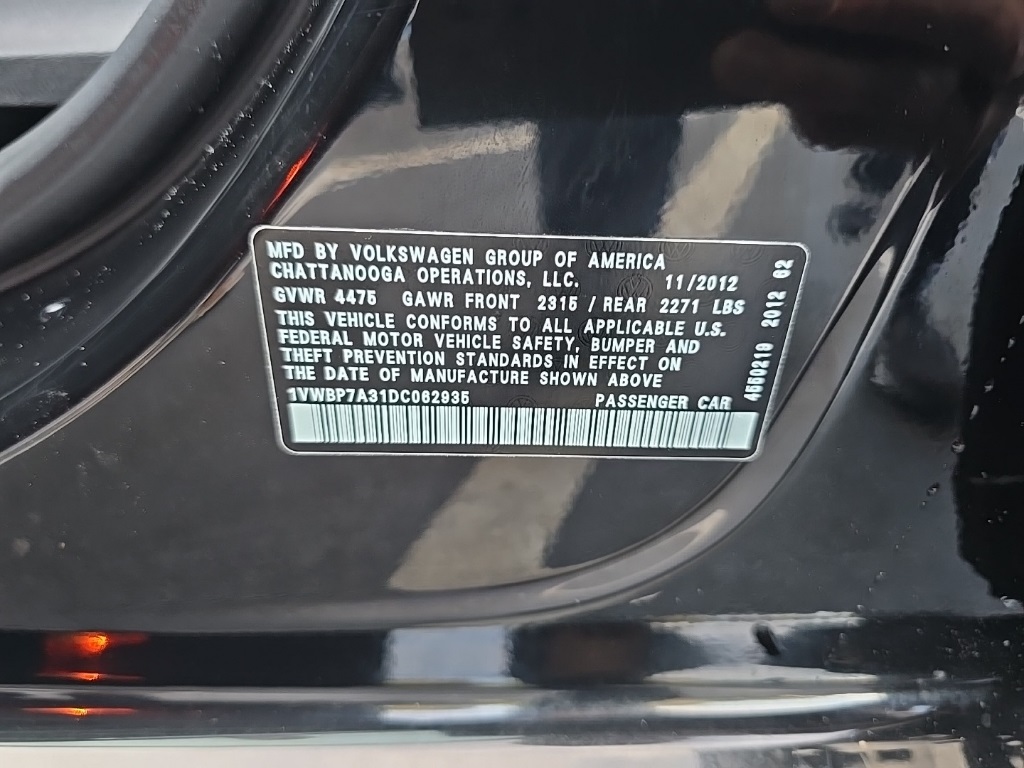 MFD BY VOLKSWAGEN GROUP OF AMERICA
CHATTANOOGA OPERATIONS, LLC. 11/2012
GVWR 4475 GAWR FRONT 2315 / REAR 2271 LBS
THIS VEHICLE CONFORMS TO ALL APPLICABLE U.S.
FEDERAL MOTOR VEHICLE SAFETY, BUMPER AND
THEFT PREVENTION STANDARDS IN EFFECT ON
THE DATE OF MANUFACTURE SHOWN ABOVE
1VWBP7A31DC062935 PASSENGER CAR
4550219 2012 62